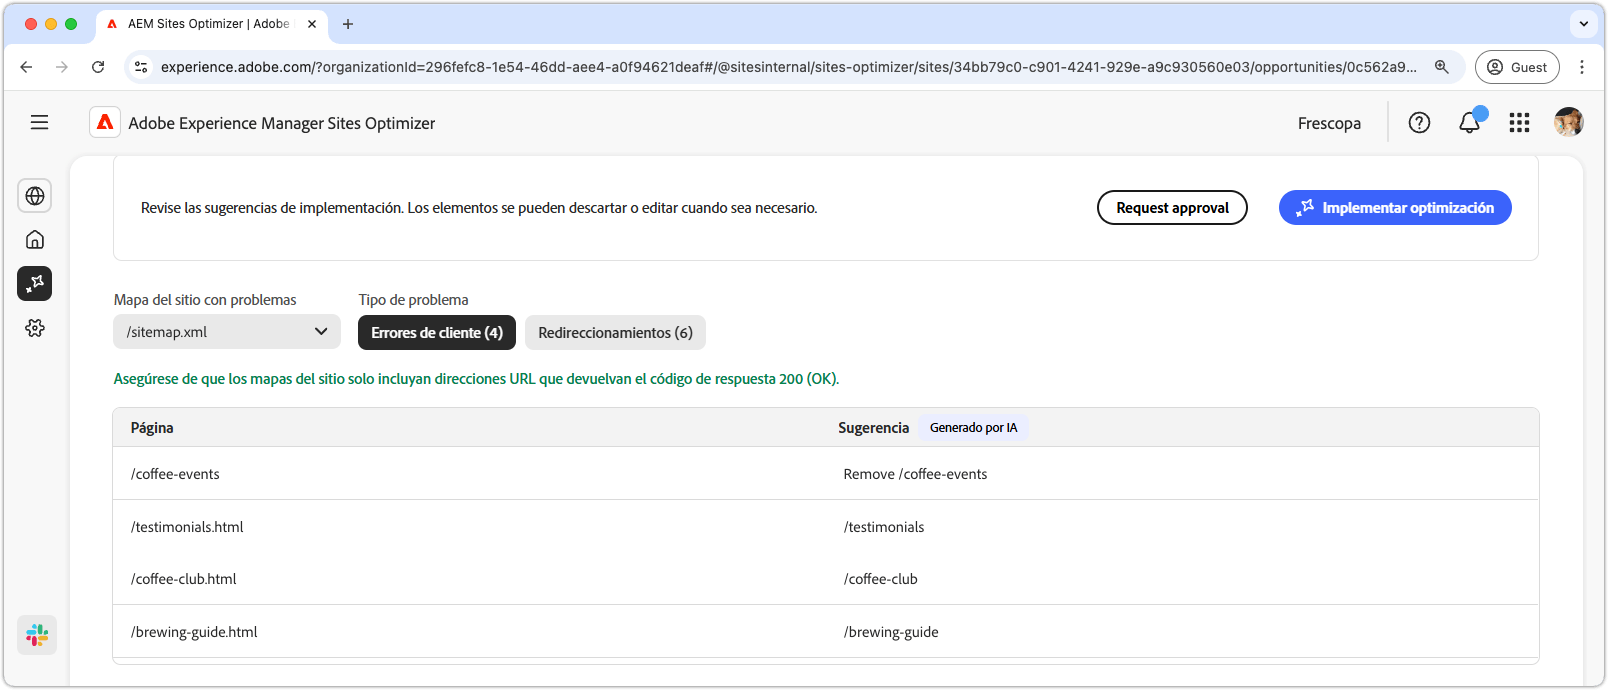 AEM Sites Optimizer | Adobe
experience.adobe.com/?organizationId=296fefc8-1e54-46dd-aee4-a0f94621deaf#/@sitesinternal/sites-optimizer/sites/34bb79c0-c901-4241-929e-a9c930560e03/opportunities/0c562a9...
Guest
Adobe Experience Manager Sites Optimizer
Frescopa
Revise las sugerencias de implementación. Los elementos se pueden descartar o editar cuando sea necesario.
Request approval
Implementar optimización
Mapa del sitio con problemas
Tipo de problema
/sitemap.xml
Errores de cliente (4)
Redireccionamientos (6)
Asegúrese de que los mapas del sitio solo incluyan direcciones URL que devuelvan el código de respuesta 200 (OK).
Página
Sugerencia
Generado por IA
/coffee-events
Remove /coffee-events
/testimonials.html
/testimonials
/coffee-club.html
/coffee-club
/brewing-guide.html
/brewing-guide